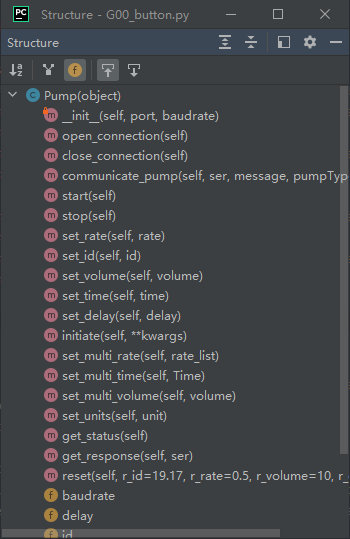 PC Structure - G00_button.py
Structure
Pump(object)
__init__(self, port, baudrate)
open_connection(self)
close_connection(self)
communicate_pump(self, ser, message, pumpTyp
start(self)
stop(self)
set_rate(self, rate)
set_id(self, id)
set_volume(self, volume)
set_time(self, time)
set_delay(self, delay)
initiate(self, **kwargs)
set_multi_rate(self, rate_list)
set_multi_time(self, Time)
set_multi_volume(self, volume)
set_units(self, unit)
get_status(self)
get_response(self, ser)
reset(self, r_id=19.17, r_rate=0.5, r_volume=10, r_
baudrate
delay
id